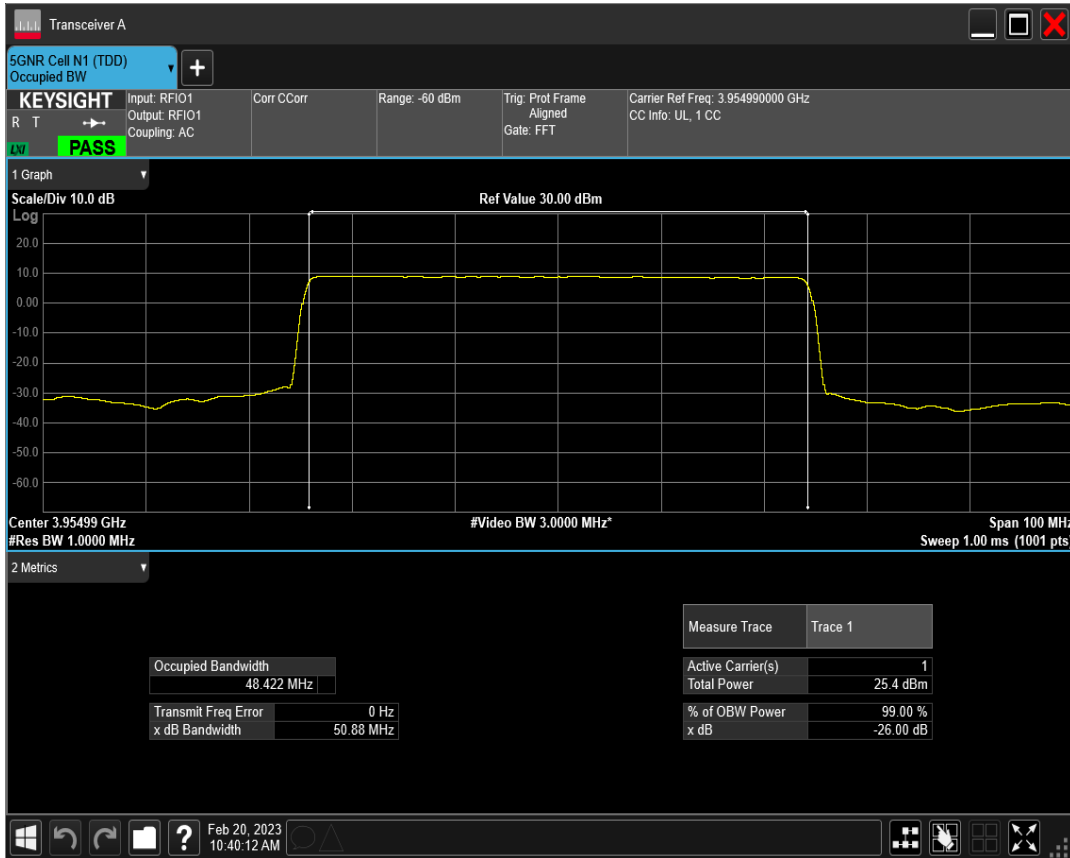 Transceiver A
5GNR Cell N1 (TDD)
Occupied BW
+
KEYSIGHT
R T
LXI
PASS
Input: RFIO1
Output: RFIO1
Coupling: AC
Corr CCorr
Range: -60 dBm
Trig: Prot Frame
Aligned
Gate: FFT
Carrier Ref Freq: 3.954990000 GHz
CC Info: UL, 1 CC
1 Graph
Scale/Div 10.0 dB
Ref Value 30.00 dBm
Log
20.0
10.0
0.00
-10.0
-20.0
-30.0
-40.0
-50.0
-60.0
Center 3.95499 GHz
#Video BW 3.0000 MHz*
Span 100 MHz
#Res BW 1.0000 MHz
Sweep 1.00 ms (1001 pts)
2 Metrics
Measure Trace Trace 1
Occupied Bandwidth
48.422 MHz
Active Carrier(s) 1
Total Power 25.4 dBm
Transmit Freq Error 0 Hz
x dB Bandwidth 50.88 MHz
% of OBW Power 99.00 %
x dB -26.00 dB
?
Feb 20, 2023
10:40:12 AM